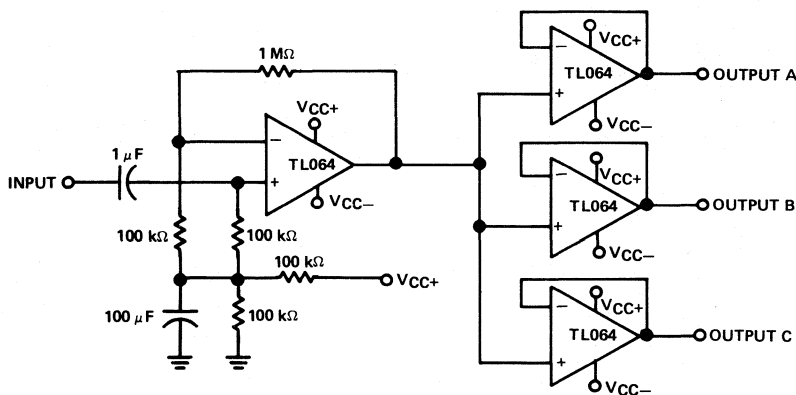 1 MΩ
VCC+
−
TL064
+
VCC−
1 μF
INPUT
100 kΩ
100 kΩ
100 kΩ
VCC+
100 μF
100 kΩ
−
VCC+
TL064
+
VCC−
OUTPUT A
−
VCC+
TL064
+
VCC−
OUTPUT B
−
VCC+
TL064
+
VCC−
OUTPUT C